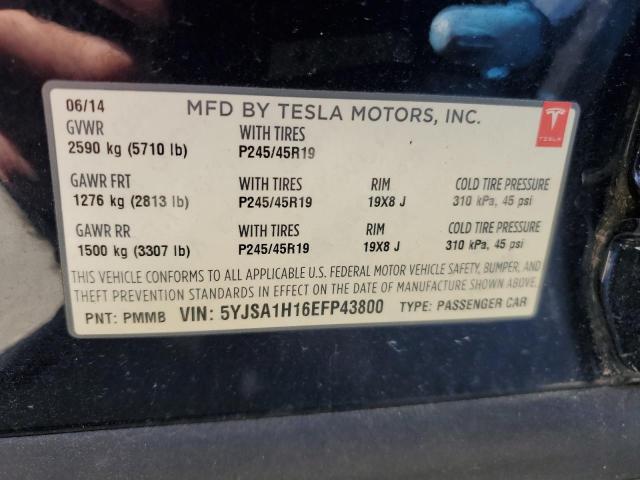 06/14 MFD BY TESLA MOTORS, INC.
GVWR WITH TIRES
2590 kg (5710 lb) P245/45R19
TESLA
GAWR FRT WITH TIRES RIM COLD TIRE PRESSURE
1276 kg (2813 lb) P245/45R19 19X8 J 310 kPa, 45 psi
GAWR RR WITH TIRES RIM COLD TIRE PRESSURE
1500 kg (3307 lb) P245/45R19 19X8 J 310 kPa, 45 psi
THIS VEHICLE CONFORMS TO ALL APPLICABLE U.S. FEDERAL MOTOR VEHICLE SAFETY, BUMPER, AND
THEFT PREVENTION STANDARDS IN EFFECT ON THE DATE OF MANUFACTURE SHOWN ABOVE.
PNT: PMMB VIN: 5YJSA1H16EFP43800 TYPE: PASSENGER CAR